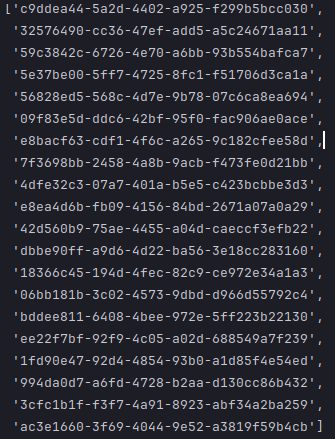 ['c9ddea44-5a2d-4402-a925-f299b5bcc030',
'32576490-cc36-47ef-add5-a5c24671aa11',
'59c3842c-6726-4e70-a6bb-93b554bafca7',
'5e37be00-5ff7-4725-8fc1-f51706d3ca1a',
'56828ed5-568c-4d7e-9b78-07c6ca8ea694',
'09f83e5d-ddc6-42bf-95f0-fac906ae0ace',
'e8bacf63-cdf1-4f6c-a265-9c182cfee58d',
'7f3698bb-2458-4a8b-9acb-f473fe0d21bb',
'4dfe32c3-07a7-401a-b5e5-c423bcbbe3d3',
'e8ea4d6b-fb09-4156-84bd-2671a07a0a29',
'42d560b9-75ae-4455-a04d-caeccf3efb22',
'dbbe90ff-a9d6-4d22-ba56-3e18cc283160',
'18366c45-194d-4fec-82c9-ce972e34a1a3',
'06bb181b-3c02-4573-9dbd-d966d55792c4',
'bddee811-6408-4bee-972e-5ff223b22130',
'ee22f7bf-92f9-4c05-a02d-688549a7f239',
'1fd90e47-92d4-4854-93b0-a1d85f4e54ed',
'994da0d7-a6fd-4728-b2aa-d130cc86b432',
'3cfc1b1f-f3f7-4a91-8923-abf34a2ba259',
'ac3e1660-3f69-4044-9e52-a3819f59b4cb']